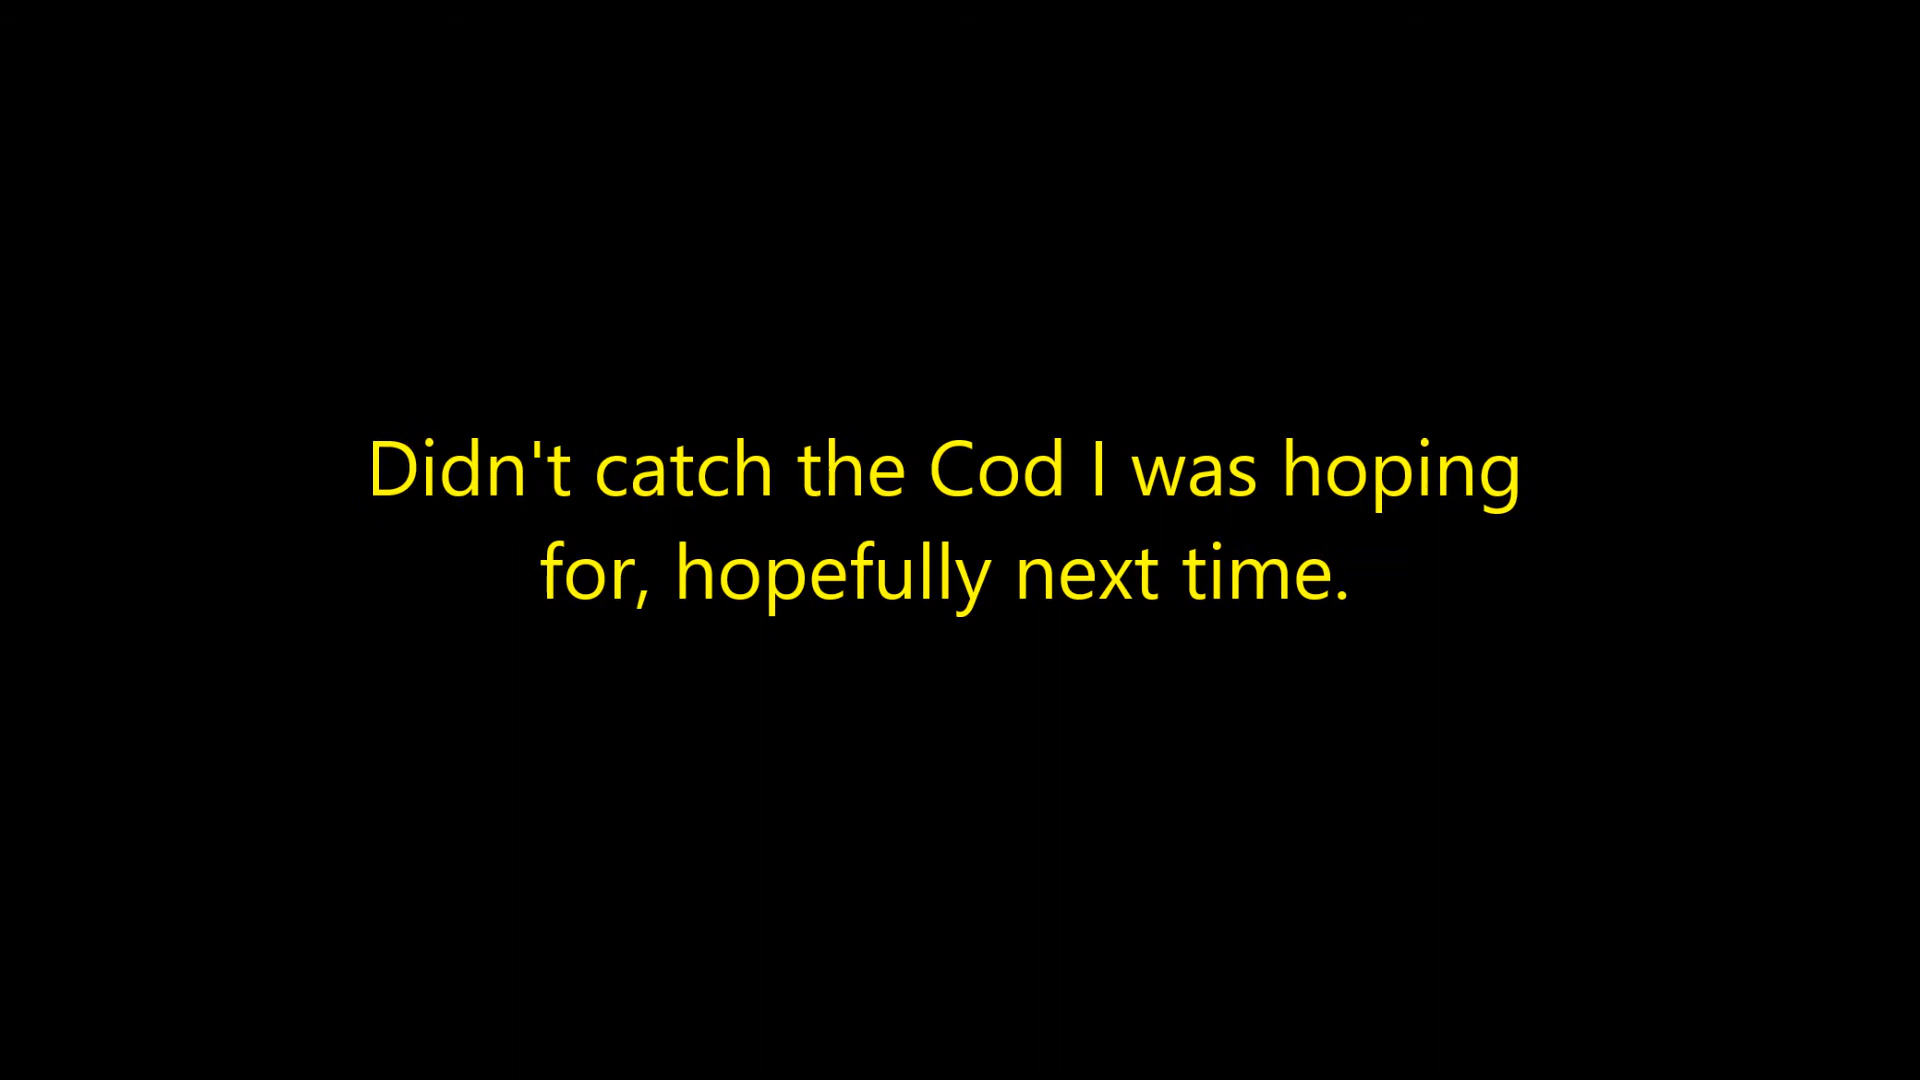 Didn't catch the Cod I was hoping
for, hopefully next time.